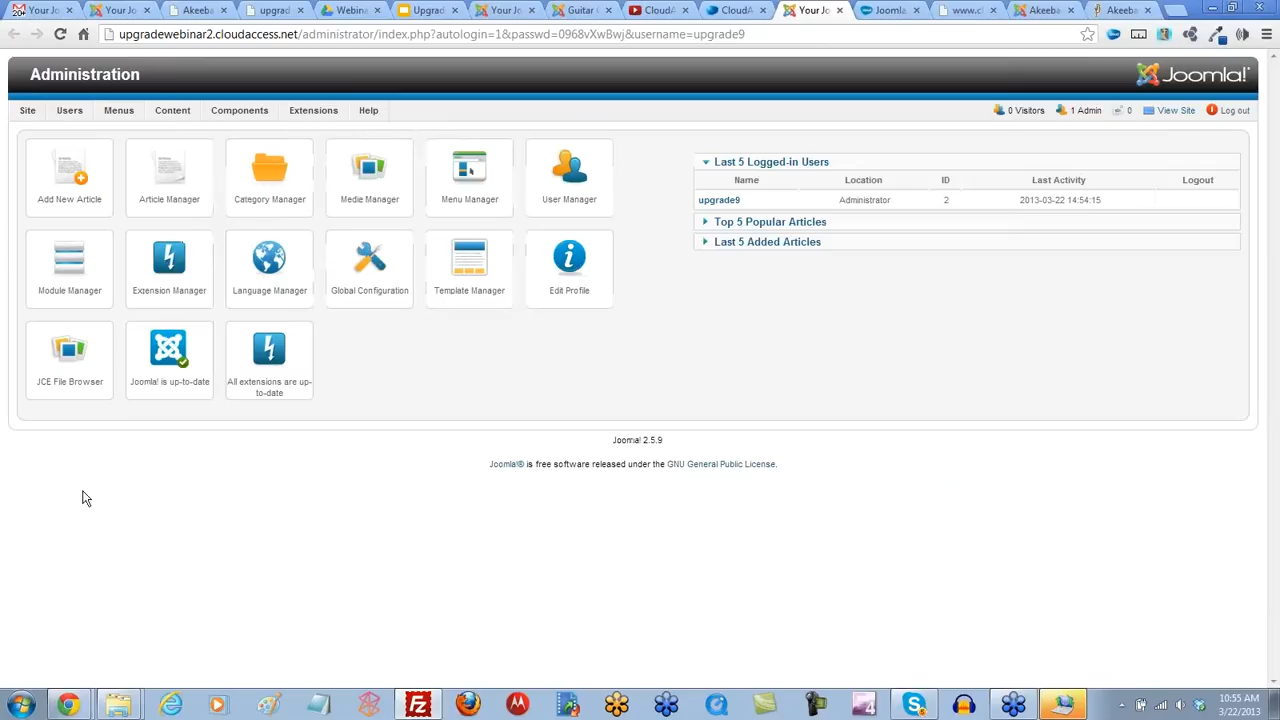 20+
Your Jo
Your Jo
Akeeba
upgrad
Webina
Upgrad
Your Jo
Guitar
CloudA
CloudA
Your Jo
Joomla
www.cl
Akeeba
Akeeba
upgradewebinar2.cloudaccess.net/administrator/index.php?autologin=1&passwd=0968vXwBwj&username=upgrade9
Administration
Joomla!
Site
Users
Menus
Content
Components
Extensions
Help
0 Visitors
1 Admin
0
View Site
Log out
Add New Article
Article Manager
Category Manager
Media Manager
Menu Manager
User Manager
Module Manager
Extension Manager
Language Manager
Global Configuration
Template Manager
Edit Profile
JCE File Browser
Joomla! is up-to-date
All extensions are up-
to-date
Last 5 Logged-in Users
Name Location ID Last Activity Logout
upgrade9 Administrator 2 2013-03-22 14:54:15
Top 5 Popular Articles
Last 5 Added Articles
Joomla! 2.5.9
Joomla!® is free software released under the GNU General Public License.
Fz
4
10:55 AM
3/22/2013